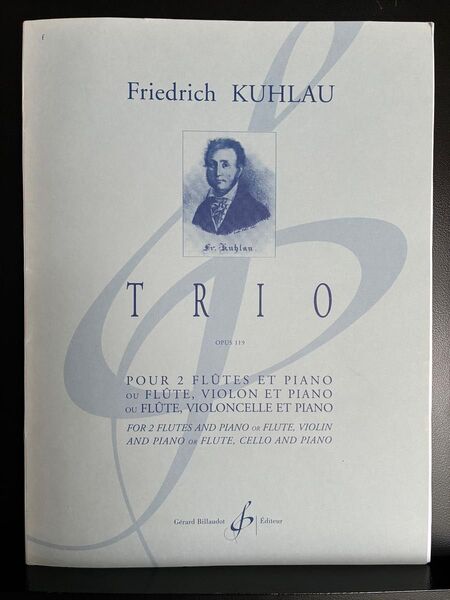 F
Friedrich KUHLAU
Fr. Kuhlau
TRIO
OPUS 119
POUR 2 FLÛTES ET PIANO
OU FLÛTE, VIOLON ET PIANO
OU FLÛTE, VIOLONCELLE ET PIANO
FOR 2 FLUTES AND PIANO OR FLUTE, VIOLIN
AND PIANO OR FLUTE, CELLO AND PIANO
Gérard Billaudot Éditeur